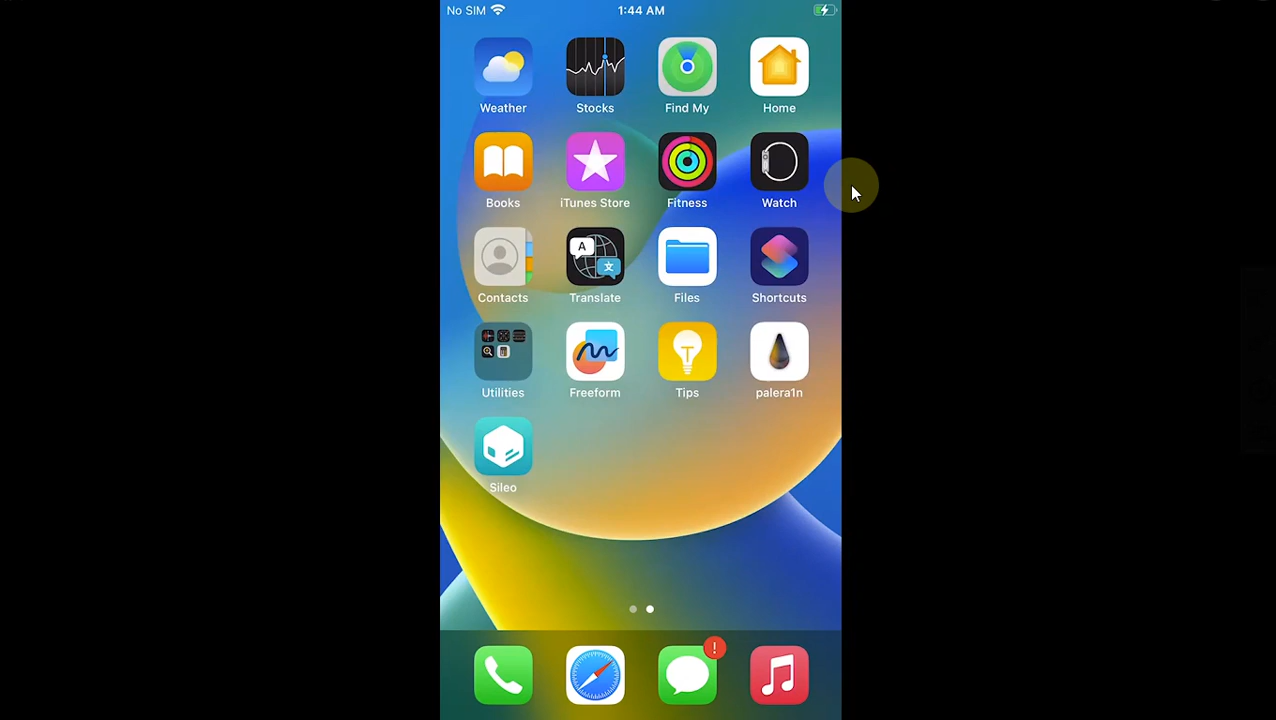 No SIM 1:44 AM
Weather Stocks Find My Home
Books iTunes Store Fitness Watch
A
文
Contacts Translate Files Shortcuts
Utilities Freeform Tips palera1n
Sileo
!